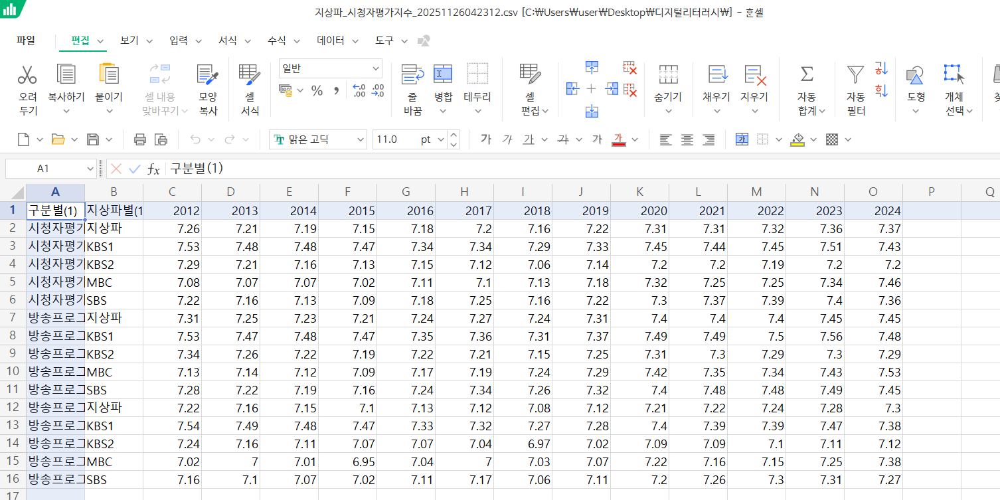 지상파_시청자평가지수_20251126042312.csv [C:\Users\user\Desktop\디지털리터러시\] - 훈셀
파일 편집 보기 입력 서식 수식 데이터 도구
오려 두기 복사하기 붙이기 셀 내용 맞바꾸기 모양 복사 셀 서식 일반 % .0 .00 .00 .0 줄 바꿈 병합 테두리 셀 편집 숨기기 채우기 지우기 자동 합계 자동 필터 도형 개체 선택
맑은 고딕 11.0 pt 가 가 가 가 가 가 가
A1 fx 구분별(1)
A B C D E F G H I J K L M N O P Q
1 구분별(1) 지상파별(1 2012 2013 2014 2015 2016 2017 2018 2019 2020 2021 2022 2023 2024
2 시청자평가 지상파 7.26 7.21 7.19 7.15 7.18 7.2 7.16 7.22 7.31 7.31 7.32 7.36 7.37
3 시청자평가 KBS1 7.53 7.48 7.48 7.47 7.34 7.34 7.29 7.33 7.45 7.44 7.45 7.51 7.43
4 시청자평가 KBS2 7.29 7.21 7.16 7.13 7.15 7.12 7.06 7.14 7.2 7.2 7.19 7.2 7.2
5 시청자평가 MBC 7.08 7.07 7.07 7.02 7.11 7.1 7.13 7.18 7.32 7.25 7.25 7.34 7.46
6 시청자평가 SBS 7.22 7.16 7.13 7.09 7.18 7.25 7.16 7.22 7.3 7.37 7.39 7.4 7.36
7 방송프로그 지상파 7.31 7.25 7.23 7.21 7.24 7.27 7.24 7.31 7.4 7.4 7.4 7.45 7.45
8 방송프로그 KBS1 7.53 7.47 7.48 7.47 7.35 7.36 7.31 7.37 7.49 7.49 7.5 7.56 7.48
9 방송프로그 KBS2 7.34 7.26 7.22 7.19 7.22 7.21 7.15 7.25 7.31 7.3 7.29 7.3 7.29
10 방송프로그 MBC 7.13 7.14 7.12 7.09 7.17 7.19 7.24 7.29 7.42 7.35 7.34 7.43 7.53
11 방송프로그 SBS 7.28 7.22 7.19 7.16 7.24 7.34 7.26 7.32 7.4 7.48 7.48 7.49 7.45
12 방송프로그 지상파 7.22 7.16 7.15 7.1 7.13 7.12 7.08 7.12 7.21 7.22 7.24 7.28 7.3
13 방송프로그 KBS1 7.54 7.49 7.48 7.47 7.33 7.32 7.27 7.28 7.4 7.39 7.39 7.47 7.38
14 방송프로그 KBS2 7.24 7.16 7.11 7.07 7.07 7.04 6.97 7.02 7.09 7.09 7.1 7.11 7.12
15 방송프로그 MBC 7.02 7 7.01 6.95 7.04 7 7.03 7.07 7.22 7.16 7.15 7.25 7.38
16 방송프로그 SBS 7.16 7.1 7.07 7.02 7.11 7.17 7.06 7.11 7.2 7.26 7.3 7.31 7.27
17